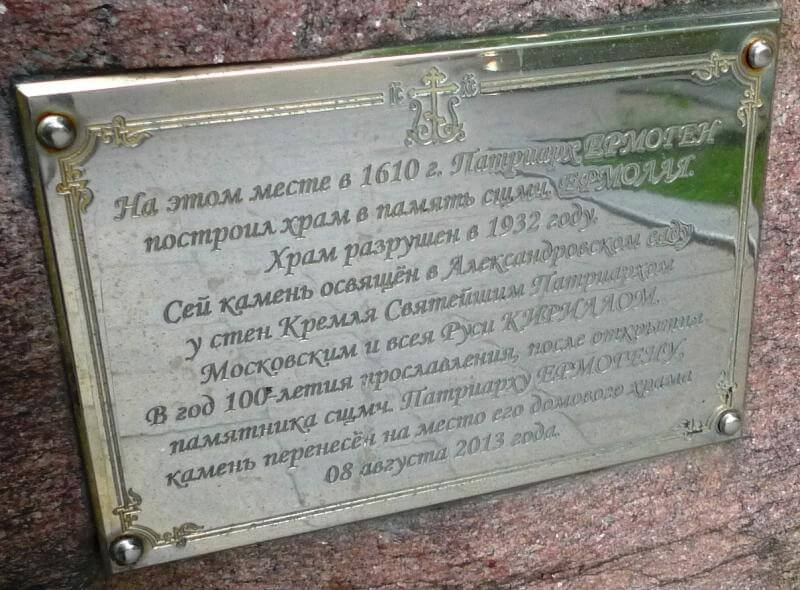 IC XC
На этом месте в 1610 г. Патриарх ЕРМОГЕН
построил храм в память сщмч. ЕРМОЛАЯ.
Храм разрушен в 1932 году.
Сей камень освящён в Александровском саду
у стен Кремля Святейшим Патриархом
Московским и всея Руси КИРИЛЛОМ.
В год 100-летия прославления, после открытия
памятника сщмч. Патриарху ЕРМОГЕНУ,
камень перенесён на место его домового храма
08 августа 2013 года.